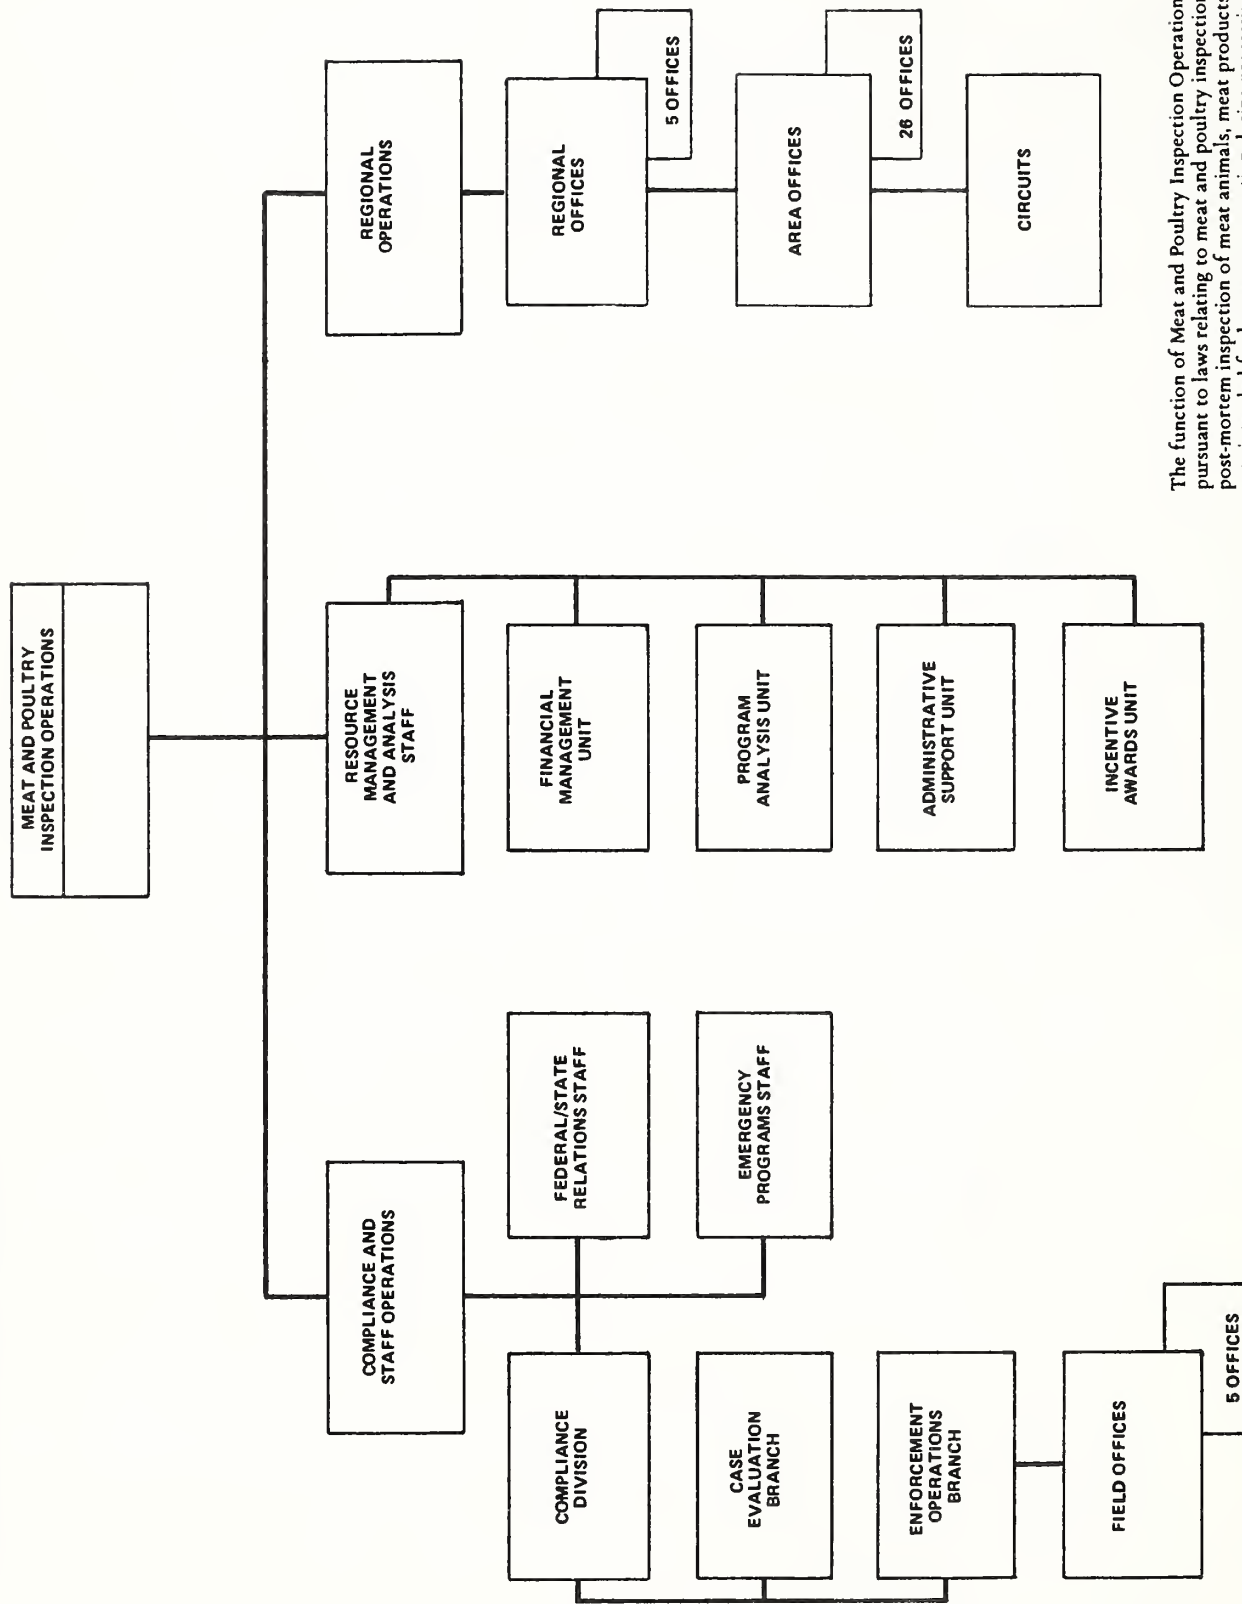 MEAT AND POULTRY
INSPECTION OPERATIONS
COMPLIANCE AND
STAFF OPERATIONS
COMPLIANCE
DIVISION
FEDERAL/STATE
RELATIONS STAFF
CASE
EVALUATION
BRANCH
EMERGENCY
PROGRAMS STAFF
ENFORCEMENT
OPERATIONS
BRANCH
FIELD OFFICES
5 OFFICES
RESOURCE
MANAGEMENT
AND ANALYSIS
STAFF
FINANCIAL
MANAGEMENT
UNIT
PROGRAM
ANALYSIS UNIT
ADMINISTRATIVE
SUPPORT UNIT
INCENTIVE
AWARDS UNIT
REGIONAL
OPERATIONS
REGIONAL
OFFICES
5 OFFICES
AREA OFFICES
26 OFFICES
CIRCUITS
The function of Meat and Poultry Inspection Operation
pursuant to laws relating to meat and poultry inspection
post-mortem inspection of meat animals, meat products